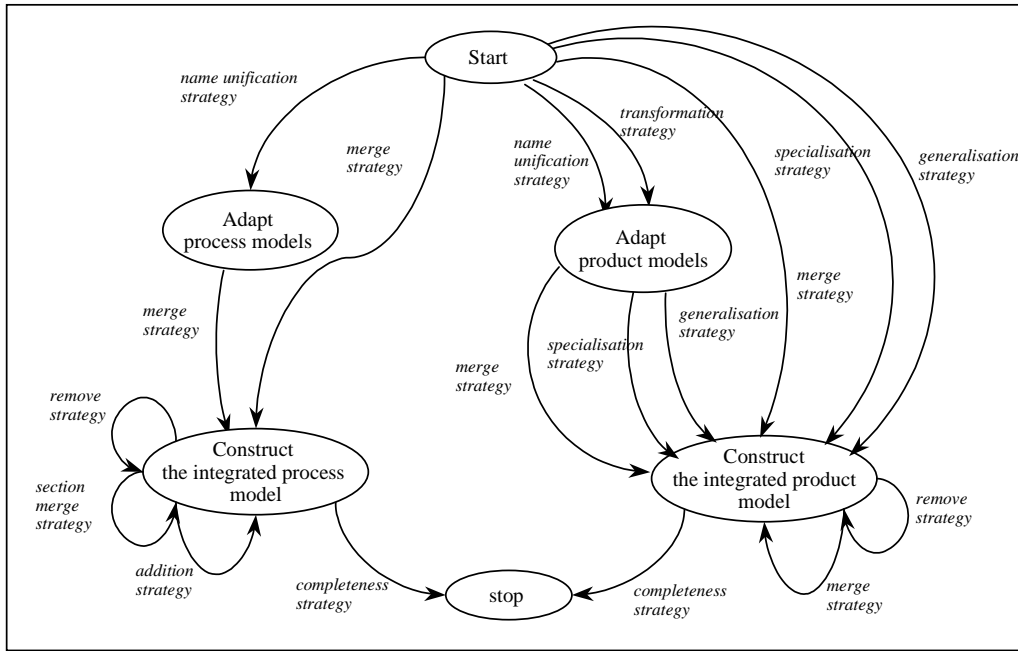 Start
name unification
strategy
merge
strategy
name
unification
strategy
transformation
strategy
specialisation
strategy
generalisation
strategy
Adapt
process models
Adapt
product models
merge
strategy
merge
strategy
specialisation
strategy
generalisation
strategy
merge
strategy
remove
strategy
section
merge
strategy
addition
strategy
Construct
the integrated process
model
completeness
strategy
stop
completeness
strategy
Construct
the integrated product
model
remove
strategy
merge
strategy